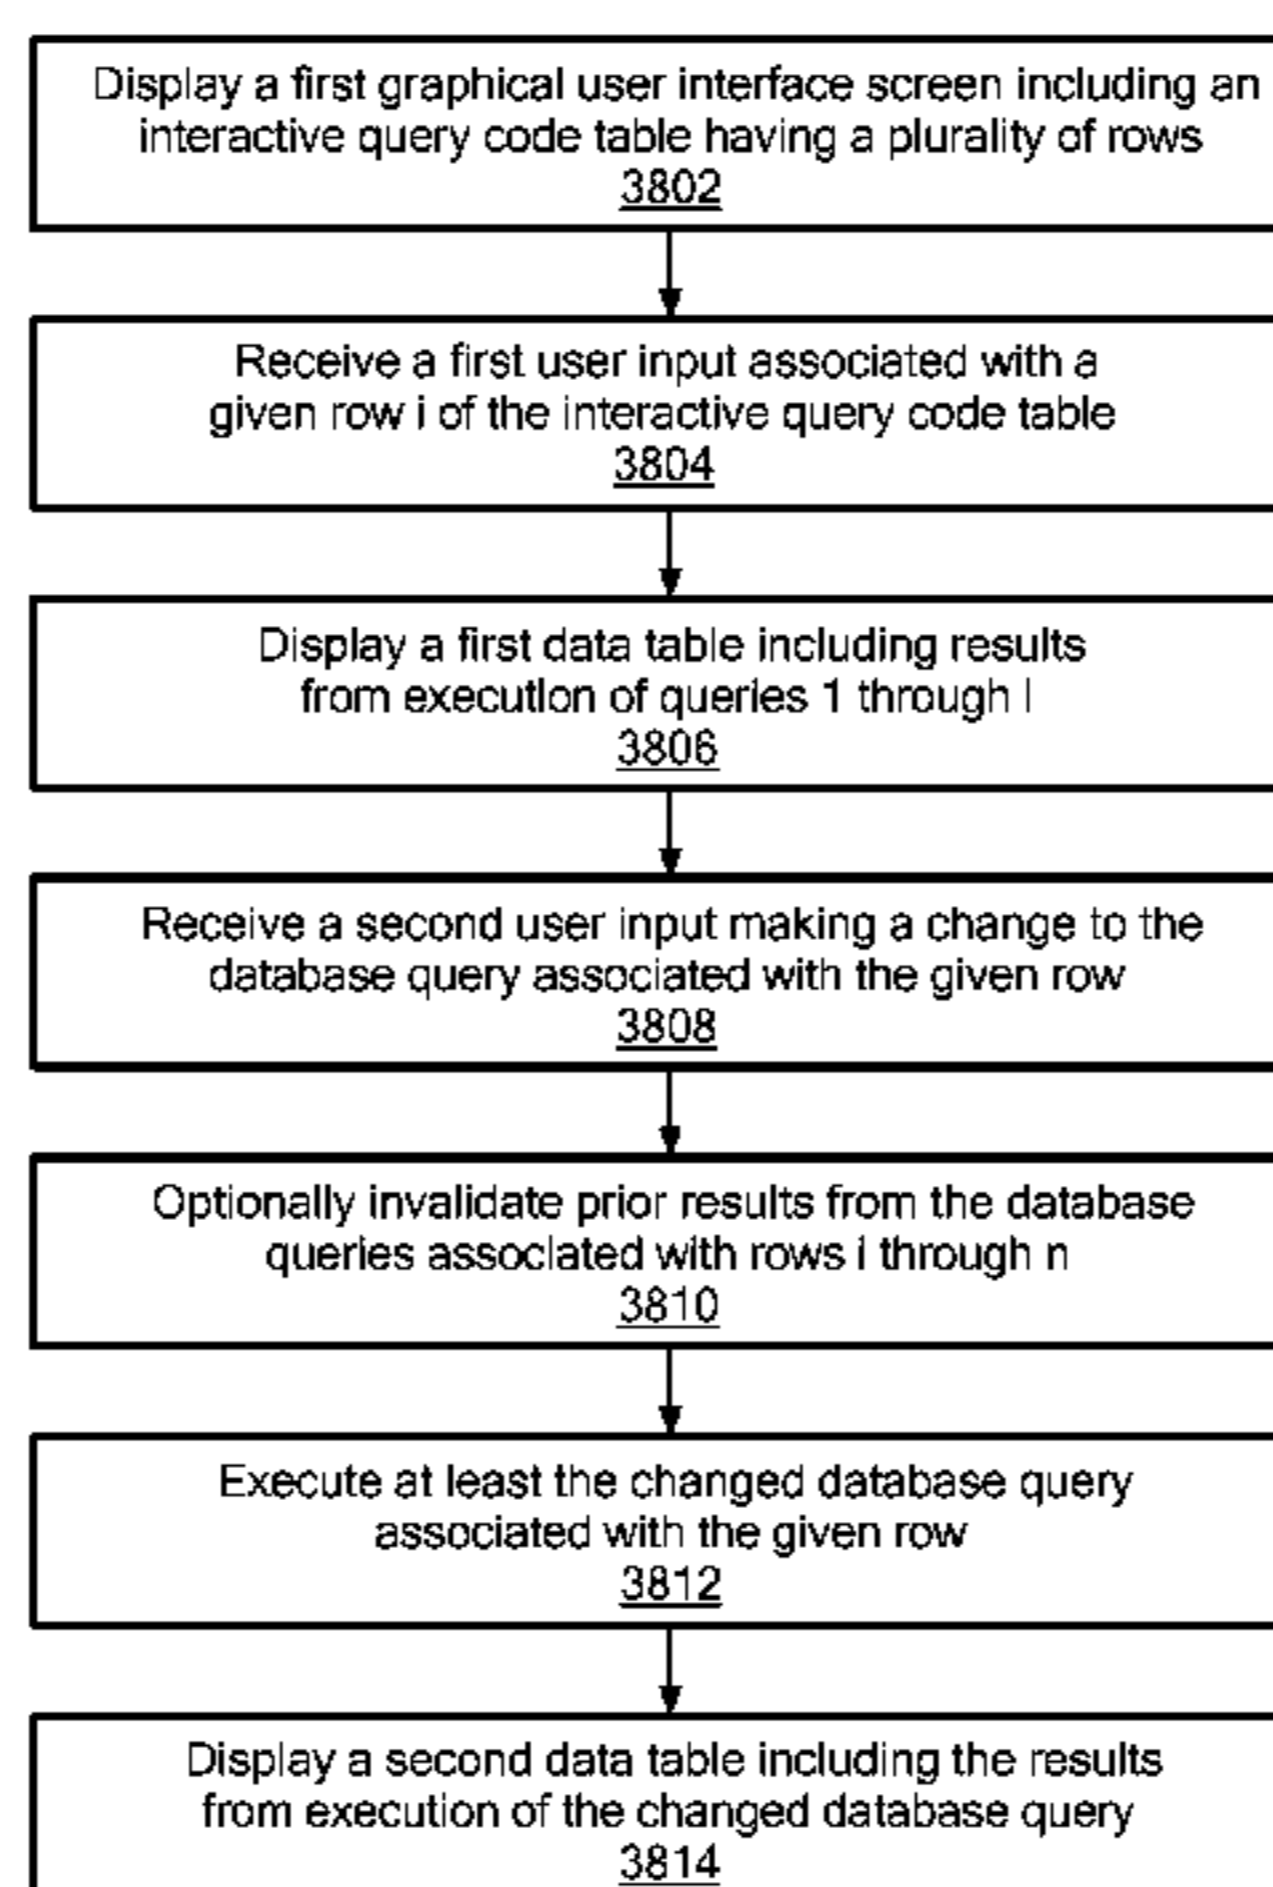 Display a first graphical user interface screen including an
interactive query code table having a plurality of rows
3802
Receive a first user input associated with a
given row i of the interactive query code table
3804
Display a first data table including results
from execution of queries 1 through i
3806
Receive a second user input making a change to the
database query associated with the given row
3808
Optionally invalidate prior results from the database
queries associated with rows i through n
3810
Execute at least the changed database query
associated with the given row
3812
Display a second data table including the results
from execution of the changed database query
3814